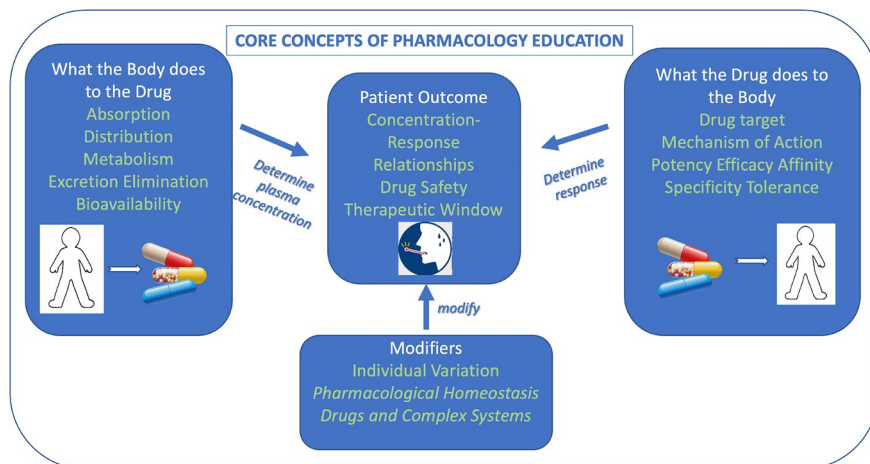 CORE CONCEPTS OF PHARMACOLOGY EDUCATION
What the Body does
to the Drug
Absorption
Distribution
Metabolism
Excretion Elimination
Bioavailability
Determine
plasma
concentration
Patient Outcome
Concentration-
Response
Relationships
Drug Safety
Therapeutic Window
Determine
response
What the Drug does to
the Body
Drug target
Mechanism of Action
Potency Efficacy Affinity
Specificity Tolerance
modify
Modifiers
Individual Variation
Pharmacological Homeostasis
Drugs and Complex Systems